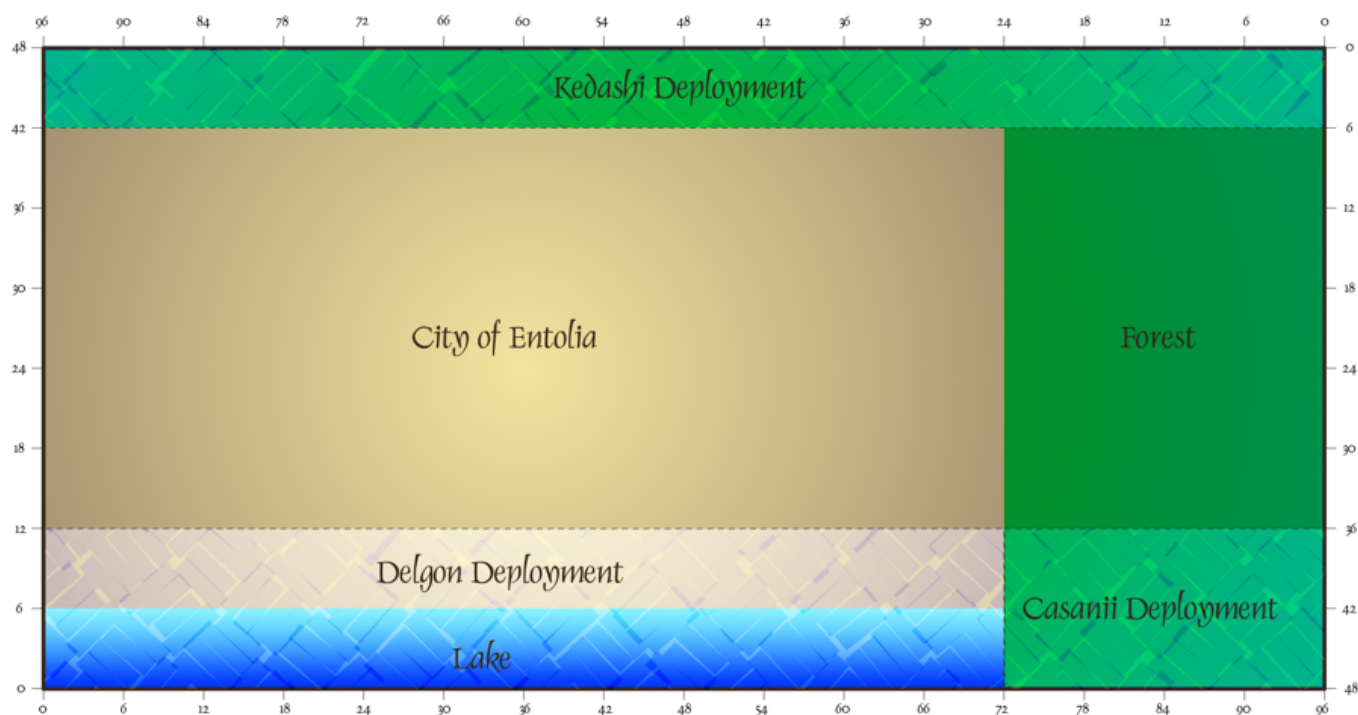 96 90 84 78 72 66 60 54 48 42 36 30 24 18 12 6 0
48 0
Kedashi Deployment
42 6
36 12
30 18
City of Entolia Forest
24 24
18 30
12 36
Delgon Deployment
6 42
Casanii Deployment
Lake
0 48
0 6 12 18 24 30 36 42 48 54 60 66 72 78 84 90 96